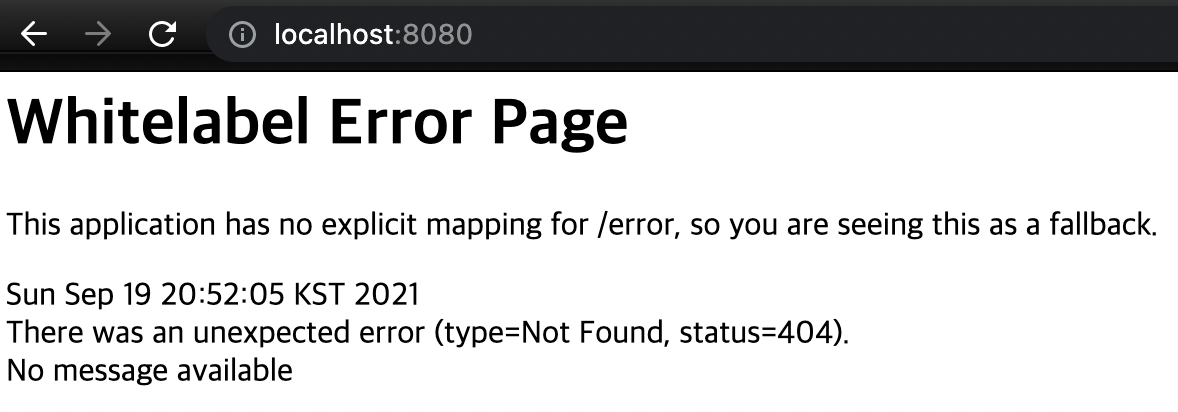 localhost:8080
Whitelabel Error Page
This application has no explicit mapping for /error, so you are seeing this as a fallback.
Sun Sep 19 20:52:05 KST 2021
There was an unexpected error (type=Not Found, status=404).
No message available